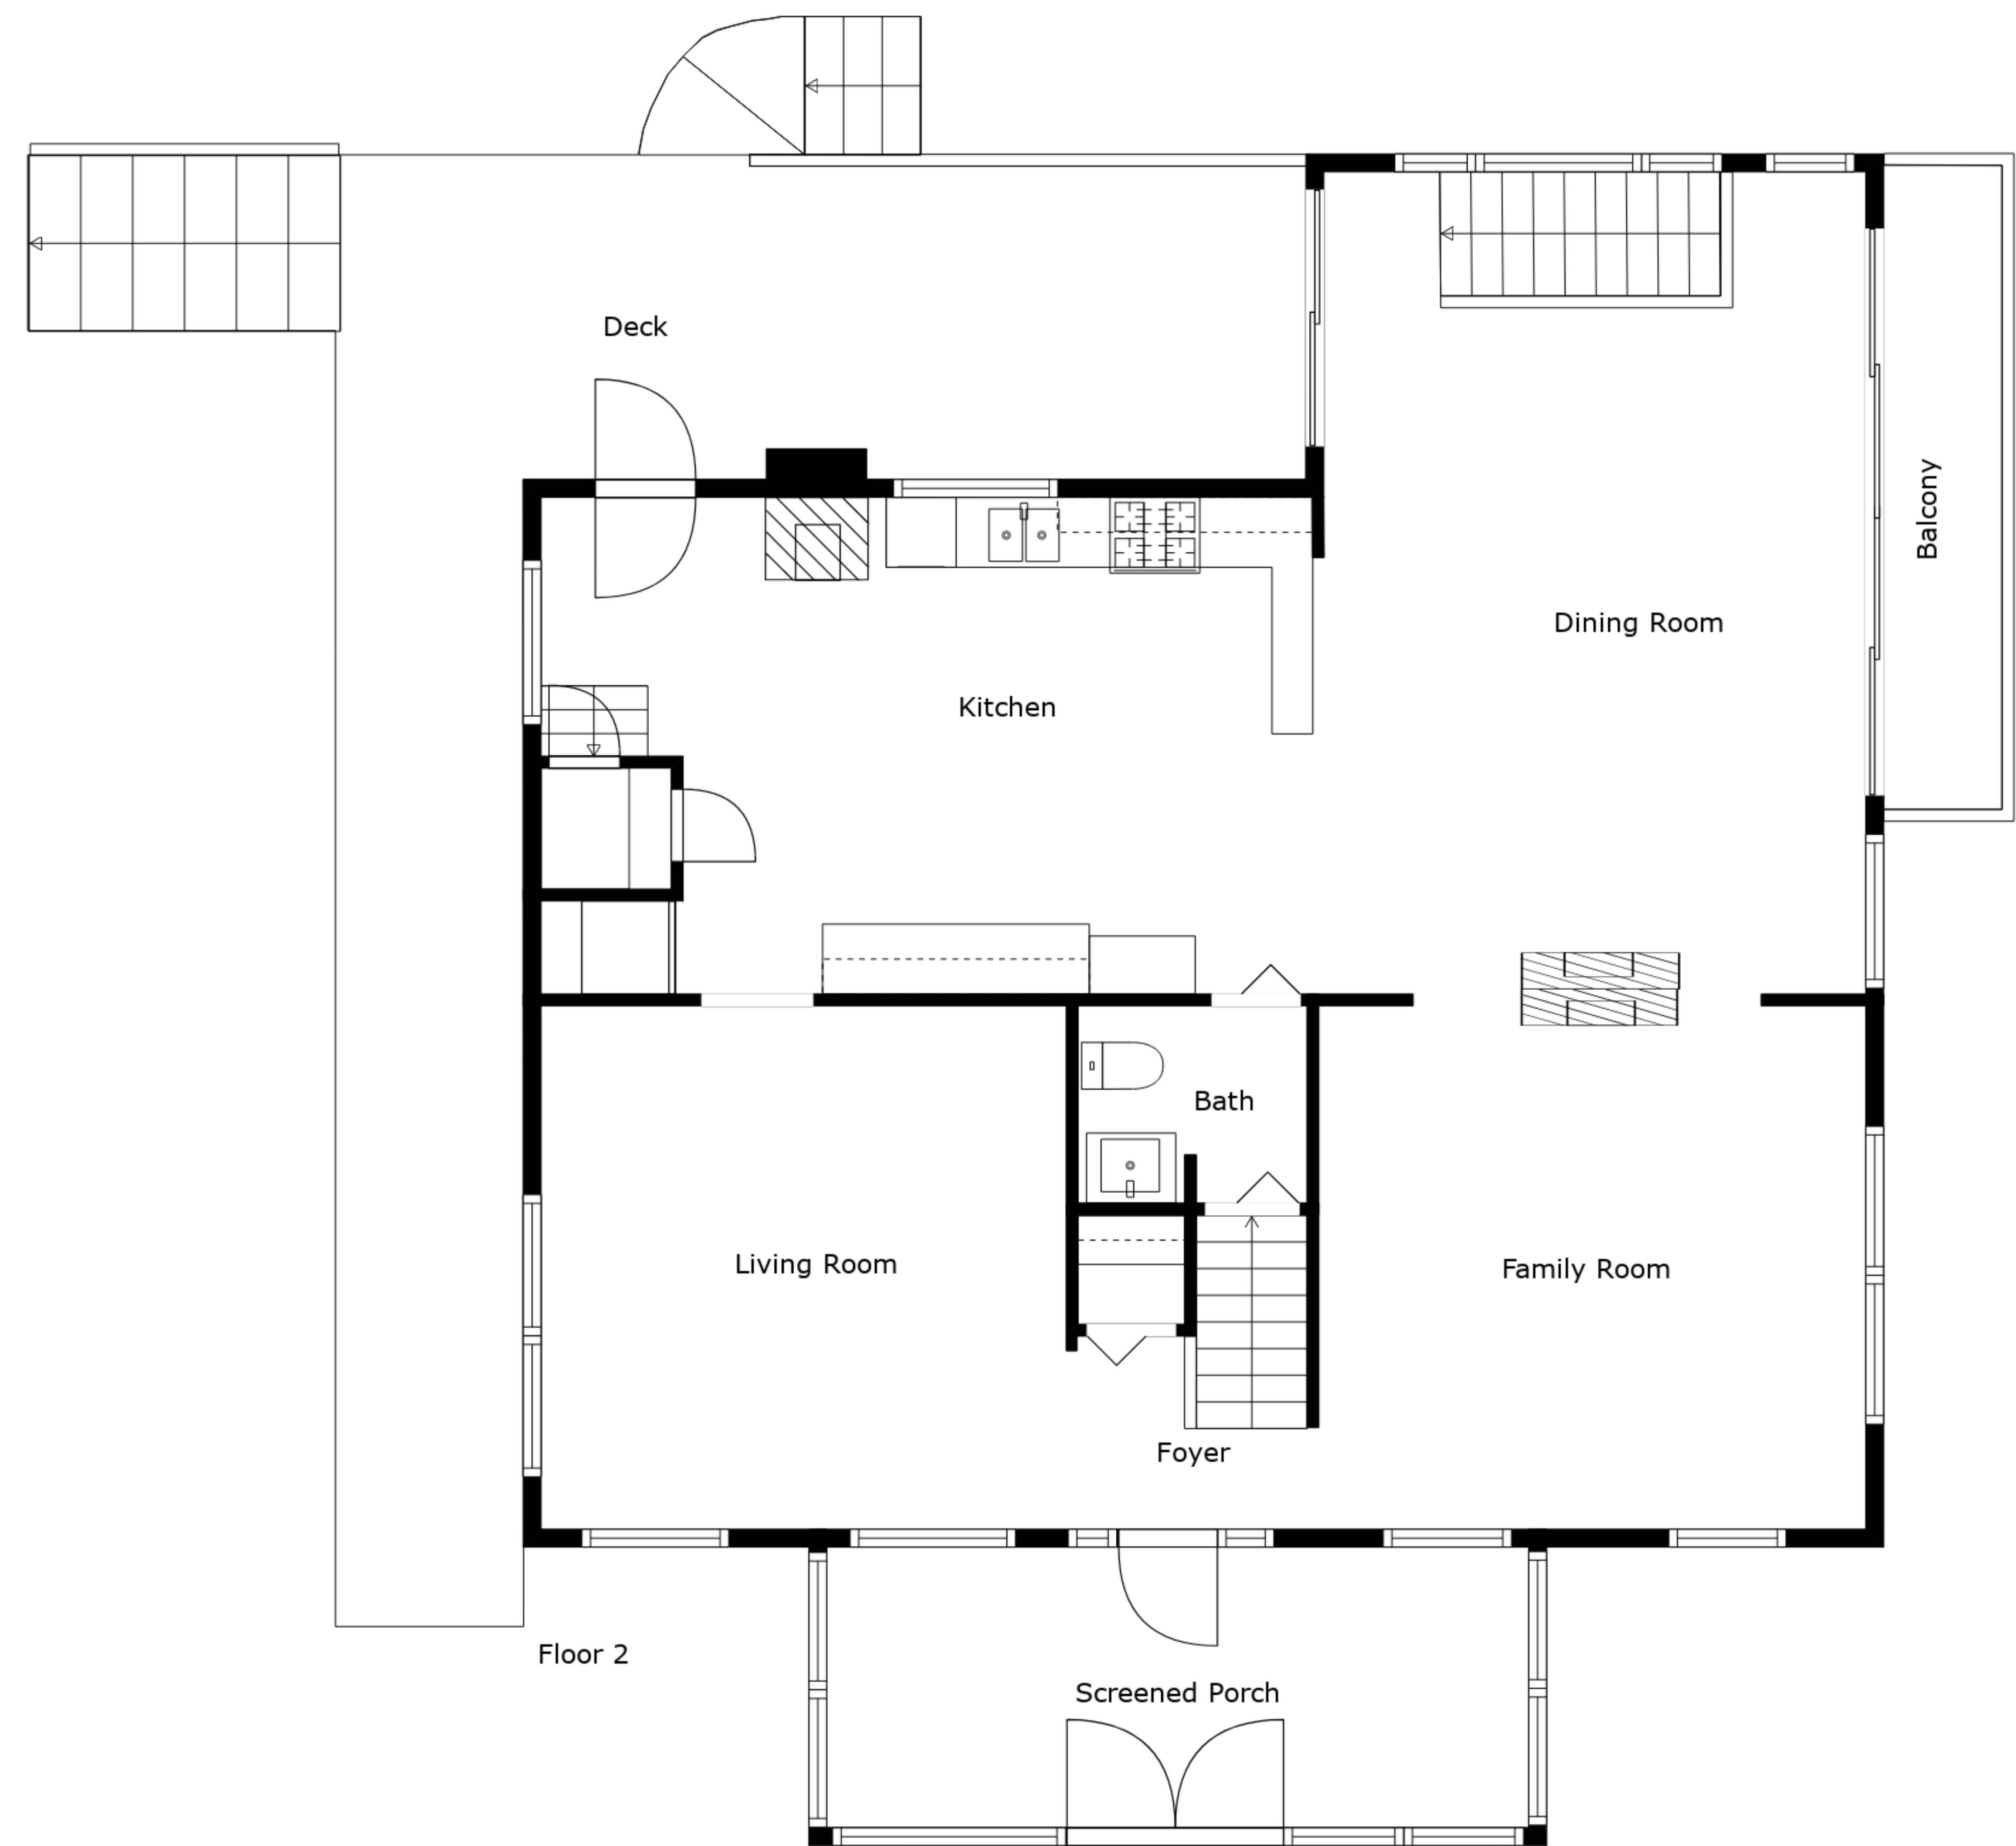 Deck
Balcony
Dining Room
Kitchen
Bath
Living Room
Family Room
Foyer
Floor 2
Screened Porch